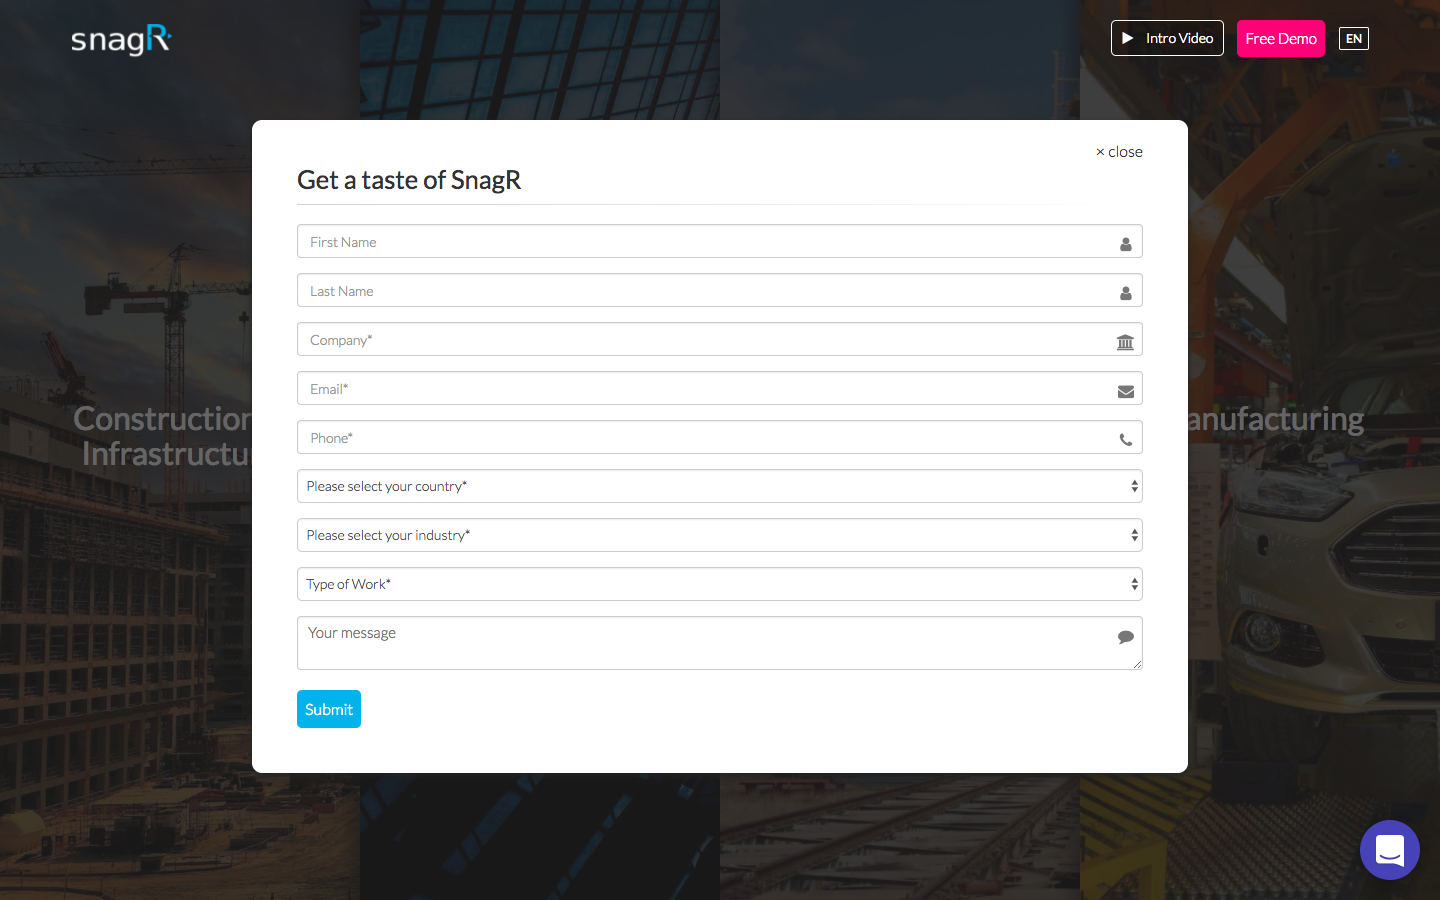 snagR
Intro Video
Free Demo
EN
× close
Get a taste of SnagR
First Name
Last Name
Company*
Email*
Phone*
Please select your country*
Please select your industry*
Type of Work*
Your message
Submit
Construction
Infrastructu
anufacturing